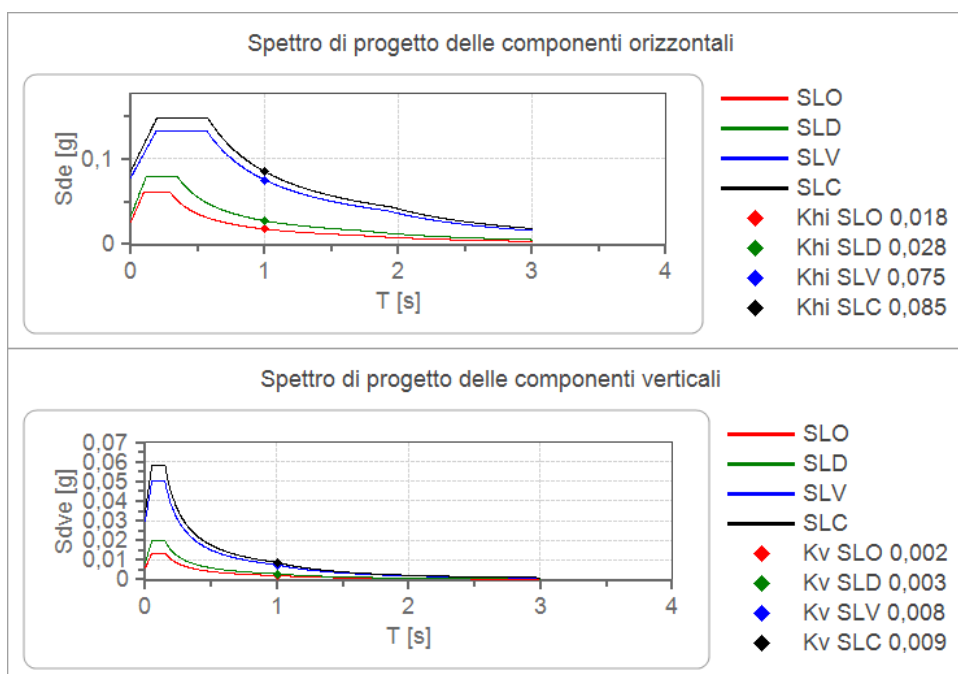 Spettro di progetto delle componenti orizzontali
Sde [g]
0,1
0
0
1
2
3
4
T [s]
SLO
SLD
SLV
SLC
Khi SLO 0,018
Khi SLD 0,028
Khi SLV 0,075
Khi SLC 0,085
Spettro di progetto delle componenti verticali
Sdve [g]
0,07
0,06
0,05
0,04
0,03
0,02
0,01
0
0
1
2
3
4
T [s]
SLO
SLD
SLV
SLC
Kv SLO 0,002
Kv SLD 0,003
Kv SLV 0,008
Kv SLC 0,009